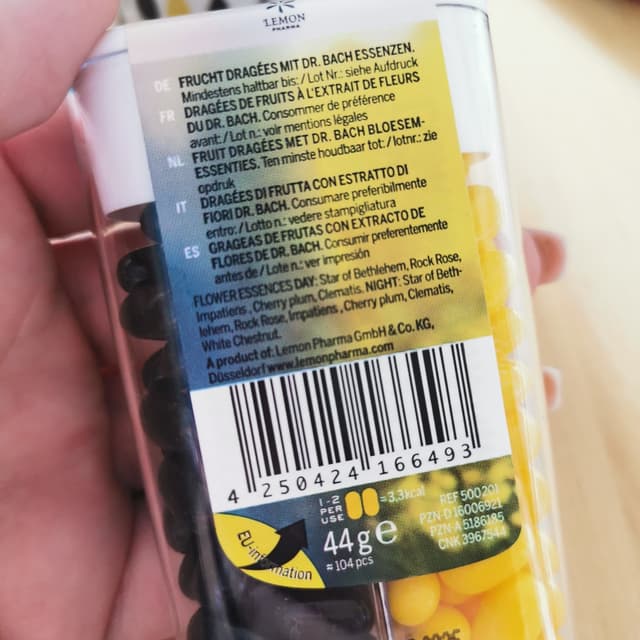 LEMON
PHARMA
DE FRUCHT DRAGÉES MIT DR. BACH ESSENZEN.
Mindestens haltbar bis: / Lot Nr.: siehe Aufdruck
FR DRAGÉES DE FRUITS À L'EXTRAIT DE FLEURS
DU DR. BACH. Consommer de préférence
avant: / Lot n.: voir mentions légales
NL FRUIT DRAGEES MET DR. BACH BLOESEM-
ESSENTIES. Ten minste houdbaar tot: / lotnr.: zie
opdruk
IT DRAGÉES DI FRUTTA CON ESTRATTO DI
FIORI DR. BACH. Consumare preferibilmente
entro: / Lotto n.: vedere stampigliatura
ES GRAGEAS DE FRUTAS CON EXTRACTO DE
FLORES DE DR. BACH. Consumir preferentemente
antes de / Lote n.: ver impresión
FLOWER ESSENCES DAY: Star of Bethlehem, Rock Rose,
Impatiens , Cherry plum, Clematis. NIGHT: Star of Beth-
lehem, Rock Rose, Impatiens , Cherry plum, Clematis,
White Chestnut.
A product of: Lemon Pharma GmbH & Co. KG,
Düsseldorf www.lemonpharma.com
4 250424 166493
1-2
PER
USE
=3,3kcal
44 g e
≈ 104 pcs
REF 500201
PZN-D 16006921
PZN-A 5186185
CNK 3967544
EU-information